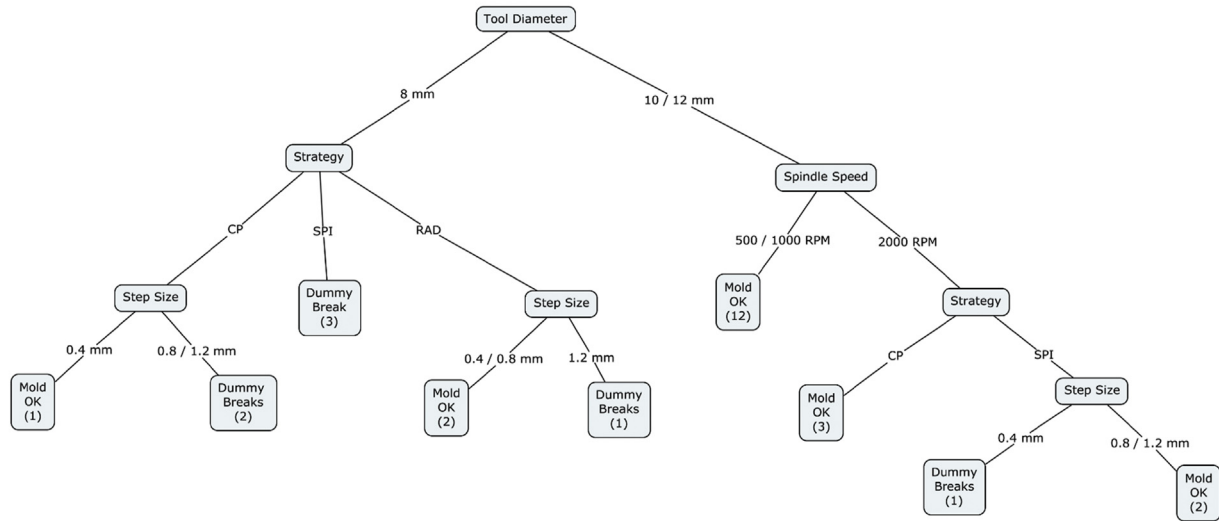 Tool Diameter
8 mm
10 / 12 mm
Strategy
Spindle Speed
CP
SPI
RAD
500 / 1000 RPM
2000 RPM
Step Size
Dummy
Break
(3)
Step Size
Mold
OK
(12)
Strategy
0.4 mm
0.8 / 1.2 mm
0.4 / 0.8 mm
1.2 mm
CP
SPI
Mold
OK
(1)
Dummy
Breaks
(2)
Mold
OK
(2)
Dummy
Breaks
(1)
Mold
OK
(3)
Step Size
0.4 mm
0.8 / 1.2 mm
Dummy
Breaks
(1)
Mold
OK
(2)